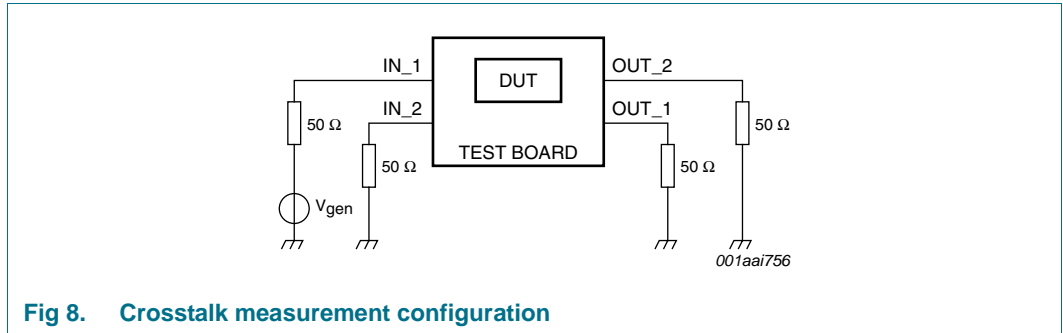 IN_1
OUT_2
DUT
IN_2
OUT_1
50 Ω
50 Ω
TEST BOARD
50 Ω
50 Ω
Vgen
001aai756
Fig 8. Crosstalk measurement configuration